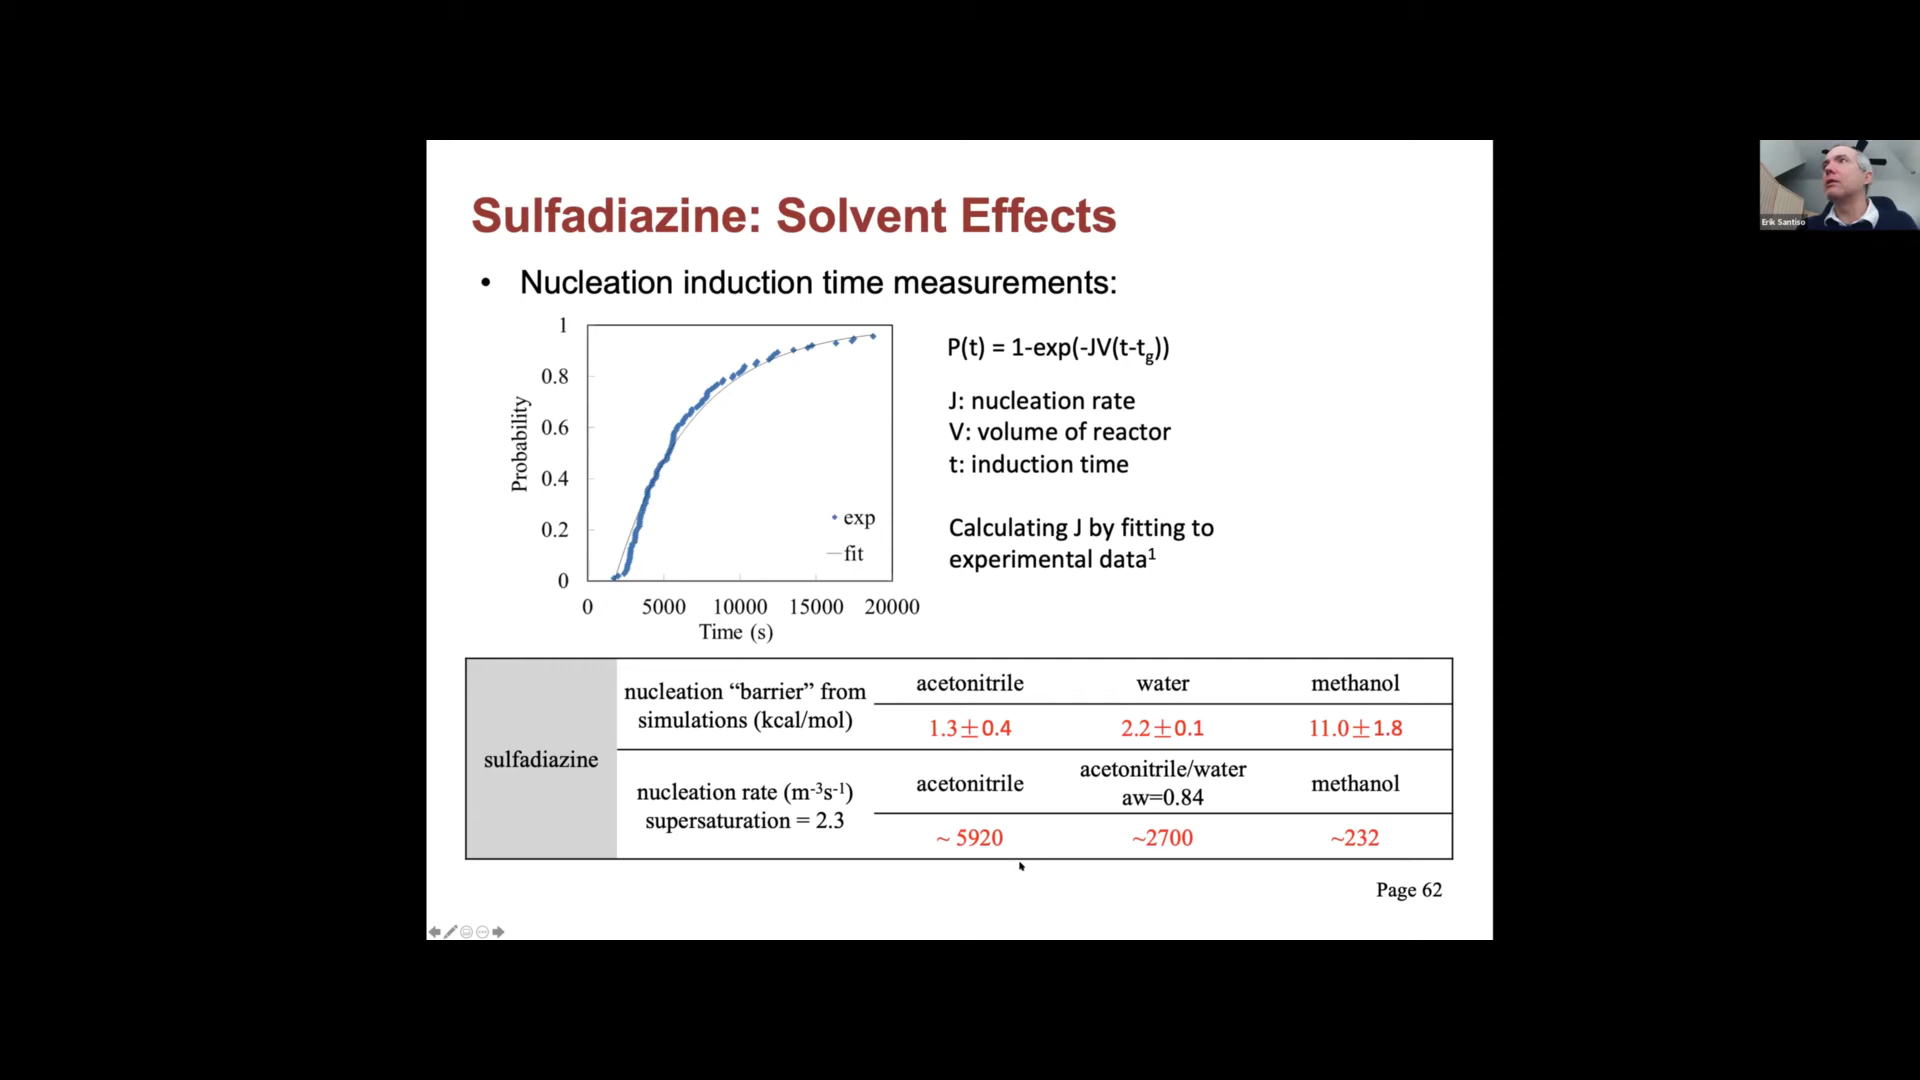 Sulfadiazine: Solvent Effects
• Nucleation induction time measurements:
1
0.8
0.6
0.4
0.2
0
Probability
exp
fit
0 5000 10000 15000 20000
Time (s)
P(t) = 1-exp(-JV(t-tg))
J: nucleation rate
V: volume of reactor
t: induction time
Calculating J by fitting to
experimental data¹
sulfadiazine
nucleation “barrier” from
simulations (kcal/mol)
acetonitrile water methanol
1.3±0.4 2.2±0.1 11.0±1.8
nucleation rate (m⁻³s⁻¹)
supersaturation = 2.3
acetonitrile acetonitrile/water methanol
aw=0.84
~ 5920 ~2700 ~232
Page 62
Erik Santiso